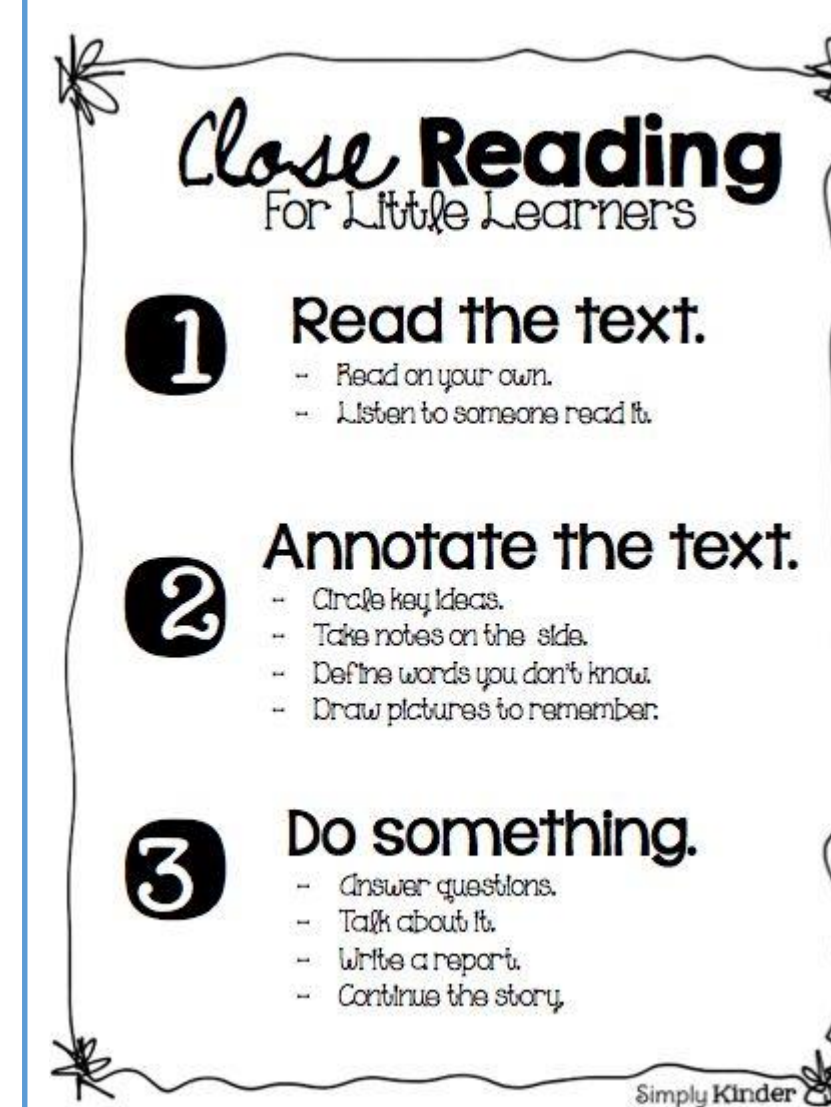 Close Reading
For Little Learners
1 Read the text.
- Read on your own.
- Listen to someone read it.
2 Annotate the text.
- Circle key ideas.
- Take notes on the side.
- Define words you don't know.
- Draw pictures to remember.
3 Do something.
- Answer questions.
- Talk about it.
- Write a report.
- Continue the story.
Simply Kinder